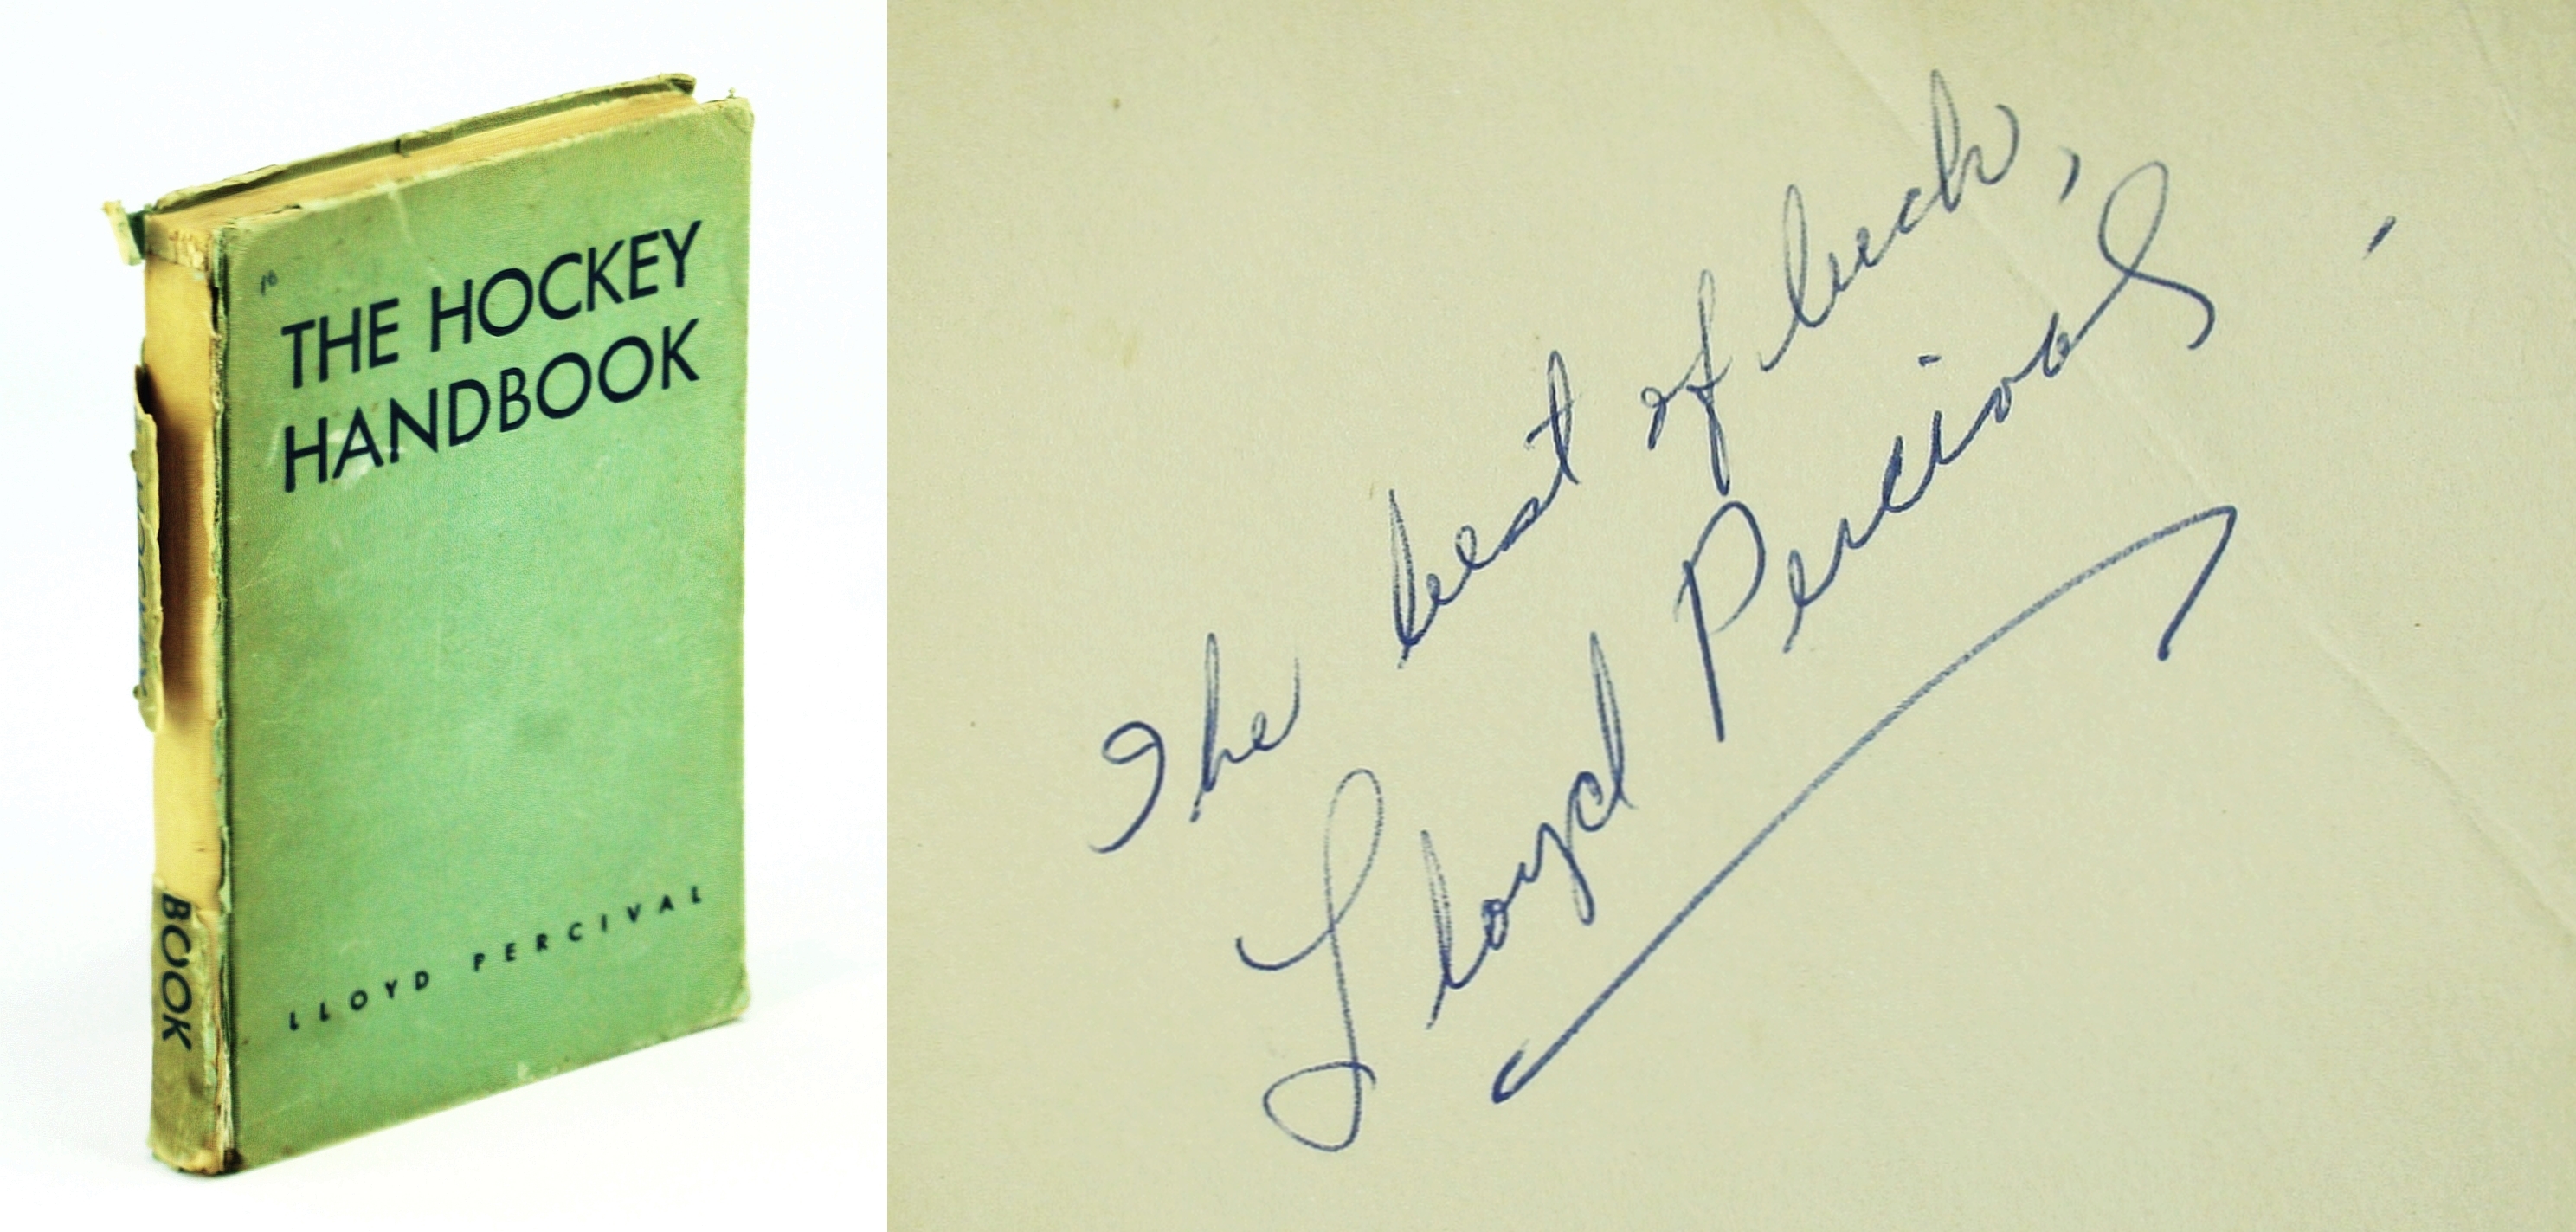 THE HOCKEY
HANDBOOK
LLOYD PERCIVAL
BOOK
The best of luck,
Lloyd Percival